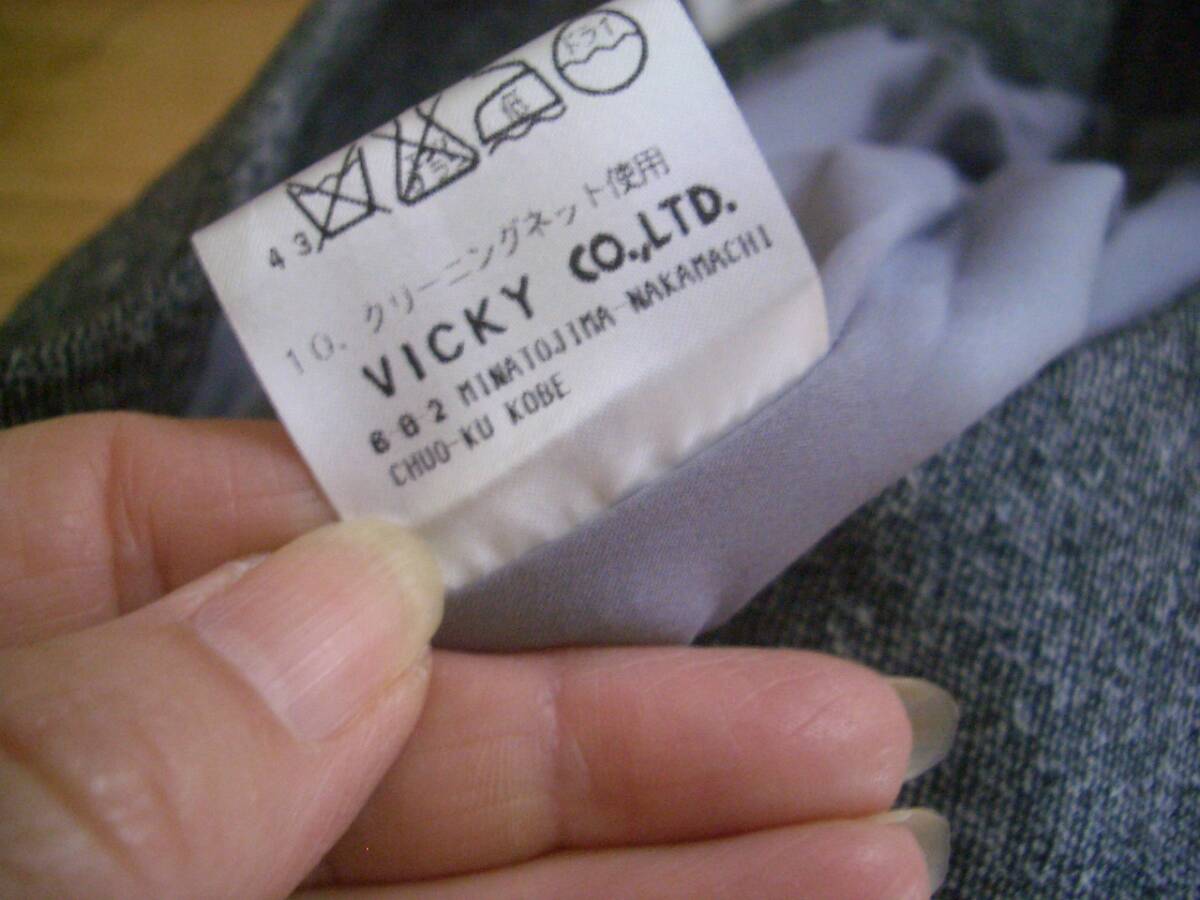 ドライ
低
43
10. クリーニングネット使用
VICKY CO.,LTD.
6-8-2 MINATOJIMA-NAKAMACHI
CHUO-KU KOBE